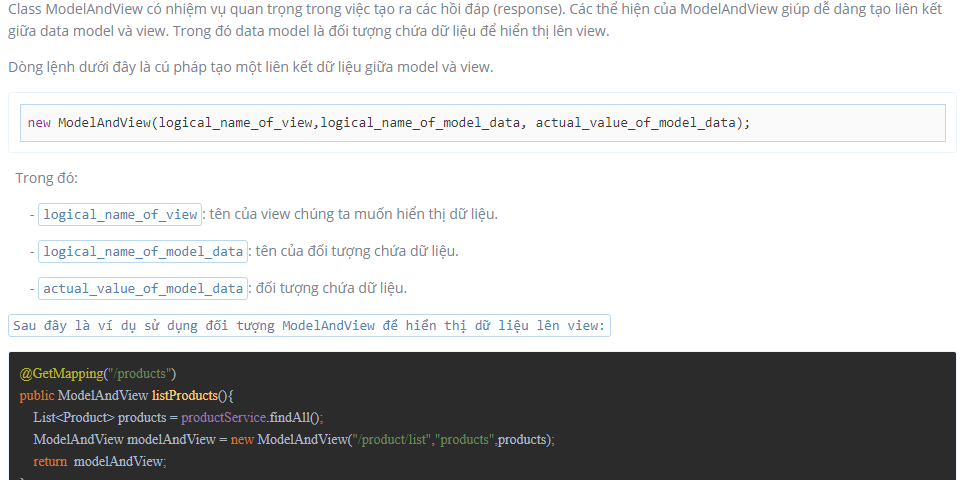 Class ModelAndView có nhiệm vụ quan trọng trong việc tạo ra các hồi đáp (response). Các thể hiện của ModelAndView giúp dễ dàng tạo liên kết
giữa data model và view. Trong đó data model là đối tượng chứa dữ liệu để hiển thị lên view.
Dòng lệnh dưới đây là cú pháp tạo một liên kết dữ liệu giữa model và view.
new ModelAndView(logical_name_of_view,logical_name_of_model_data, actual_value_of_model_data);
Trong đó:
- logical_name_of_view: tên của view chúng ta muốn hiển thị dữ liệu.
- logical_name_of_model_data: tên của đối tượng chứa dữ liệu.
- actual_value_of_model_data: đối tượng chứa dữ liệu.
Sau đây là ví dụ sử dụng đối tượng ModelAndView để hiển thị dữ liệu lên view:
@GetMapping("/products")
public ModelAndView listProducts(){
List<Product> products = productService.findAll();
ModelAndView modelAndView = new ModelAndView("/product/list","products",products);
return modelAndView;